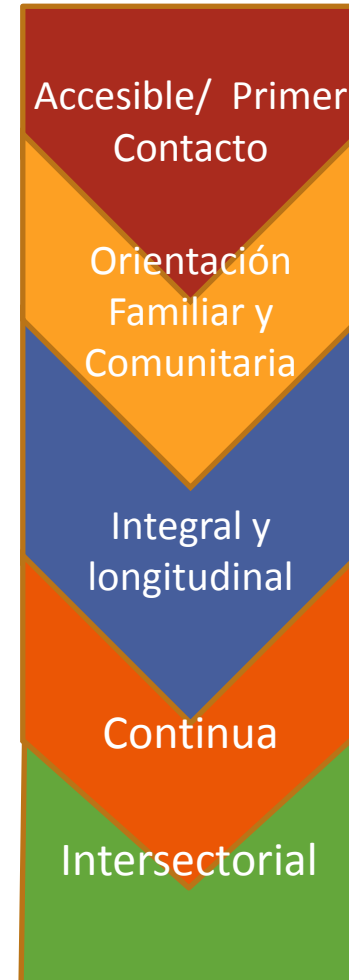 Accesible/ Primer
Contacto
Orientación
Familiar y
Comunitaria
Integral y
longitudinal
Continua
Intersectorial